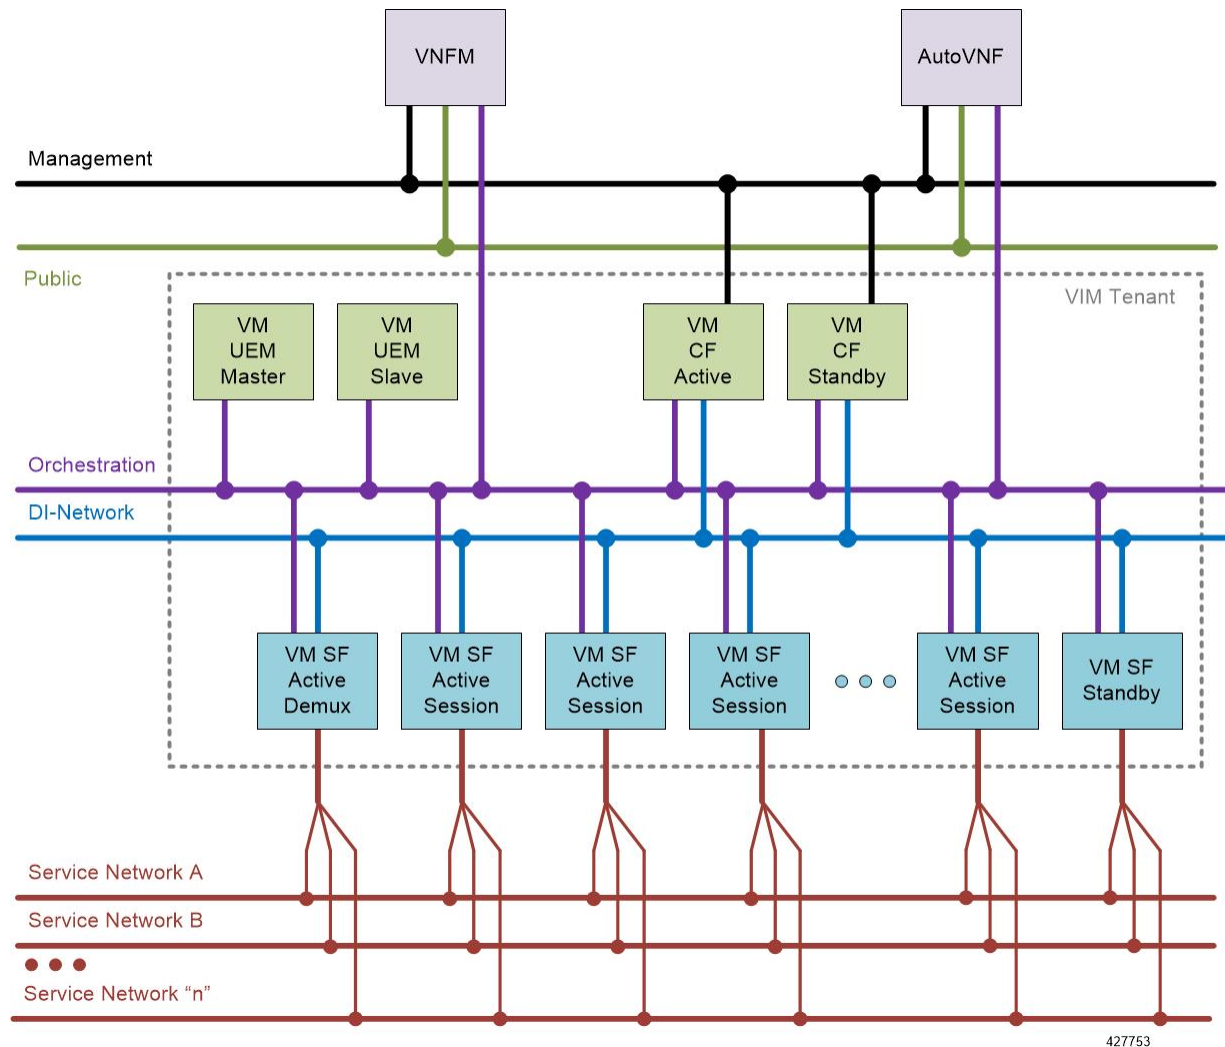 VNFM
AutoVNF
Management
Public
VIM Tenant
VM
UEM
Master
VM
UEM
Slave
VM
CF
Active
VM
CF
Standby
Orchestration
DI-Network
VM SF
Active
Demux
VM SF
Active
Session
VM SF
Active
Session
VM SF
Active
Session
VM SF
Active
Session
VM SF
Standby
Service Network A
Service Network B
Service Network “n”
427753